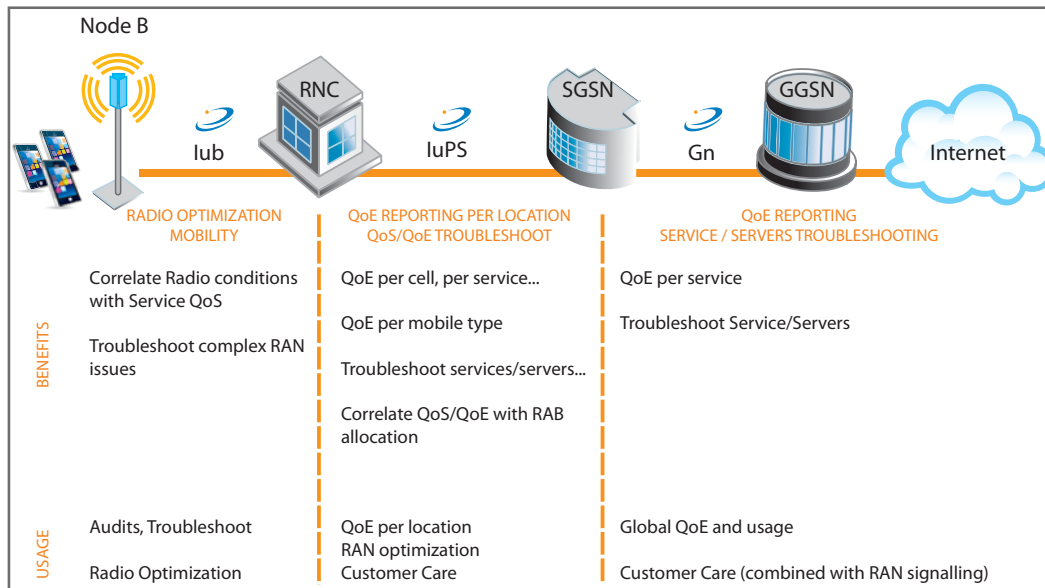 Node B
RNC
SGSN
GGSN
Iub
IuPS
Gn
Internet
RADIO OPTIMIZATION
MOBILITY
QoE REPORTING PER LOCATION
QoS/QoE TROUBLESHOOT
QoE REPORTING
SERVICE / SERVERS TROUBLESHOOTING
BENEFITS
Correlate Radio conditions
with Service QoS
Troubleshoot complex RAN
issues
QoE per cell, per service...
QoE per mobile type
Troubleshoot services/servers...
Correlate QoS/QoE with RAB
allocation
QoE per service
Troubleshoot Service/Servers
USAGE
Audits, Troubleshoot
Radio Optimization
QoE per location
RAN optimization
Customer Care
Global QoE and usage
Customer Care (combined with RAN signalling)